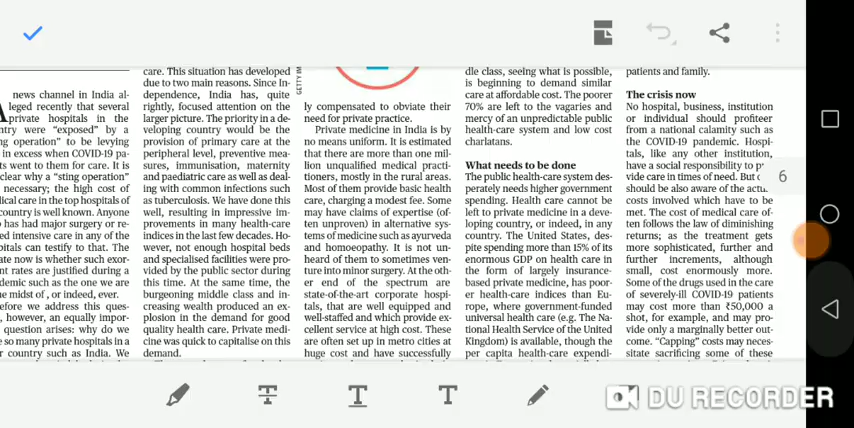 news channel in India al-
A leged recently that several
private hospitals in the
ntry were “exposed” by a
ng operation” to be levying
in excess when COVID-19 pa-
ts went to them for care. It is
clear why a “sting operation”
necessary; the high cost of
dical care in the top hospitals of
country is well known. Anyone
has had major surgery or re-
ed intensive care in any of the
pitals can testify to that. The
ate now is whether such exor-
nt rates are justified during a
demic such as the one we are
he midst of, or indeed, ever.
efore we address this ques-
, however, an equally impor-
question arises: why do we
e so many private hospitals in a
r country such as India. We
care. This situation has developed
due to two main reasons. Since In-
dependence, India has, quite
rightly, focused attention on the
larger picture. The priority in a de-
veloping country would be the
provision of primary care at the
peripheral level, preventive mea-
sures, immunisation, maternity
and paediatric care as well as deal-
ing with common infections such
as tuberculosis. We have done this
well, resulting in impressive im-
provements in many health-care
indices in the last few decades. Ho-
wever, not enough hospital beds
and specialised facilities were pro-
vided by the public sector during
this time. At the same time, the
burgeoning middle class and in-
creasing wealth produced an ex-
plosion in the demand for good
quality health care. Private medi-
cine was quick to capitalise on this
demand.
GETTY IM
ly compensated to obviate their
need for private practice.
Private medicine in India is by
no means uniform. It is estimated
that there are more than one mil-
lion unqualified medical practi-
tioners, mostly in the rural areas.
Most of them provide basic health
care, charging a modest fee. Some
may have claims of expertise (of-
ten unproven) in alternative sys-
tems of medicine such as ayurveda
and homoeopathy. It is not un-
heard of them to sometimes ven-
ture into minor surgery. At the oth-
er end of the spectrum are
state-of-the-art corporate hospi-
tals, that are well equipped and
well-staffed and which provide ex-
cellent service at high cost. These
are often set up in metro cities at
huge cost and have successfully
dle class, seeing what is possible,
is beginning to demand similar
care at affordable cost. The poorer
70% are left to the vagaries and
mercy of an unpredictable public
health-care system and low cost
charlatans.
What needs to be done
The public health-care system des-
perately needs higher government
spending. Health care cannot be
left to private medicine in a deve-
loping country, or indeed, in any
country. The United States, des-
pite spending more than 15% of its
enormous GDP on health care in
the form of largely insurance-
based private medicine, has poor-
er health-care indices than Eu-
rope, where government-funded
universal health care (e.g. The Na-
tional Health Service of the United
Kingdom) is available, though the
per capita health-care expendi-
patients and family.
The crisis now
No hospital, business, institution
or individual should profiteer
from a national calamity such as
the COVID-19 pandemic. Hospi-
tals, like any other institution,
have a social responsibility to p
vide care in times of need. But
should be also aware of the actu
costs involved which have to be
met. The cost of medical care of-
ten follows the law of diminishing
returns; as the treatment gets
more sophisticated, further and
further increments, although
small, cost enormously more.
Some of the drugs used in the care
of severely-ill COVID-19 patients
may cost more than ₹50,000 a
shot, for example, and may pro-
vide only a marginally better out-
come. “Capping” costs may neces-
sitate sacrificing some of these
6
T T T
DU RECORDER